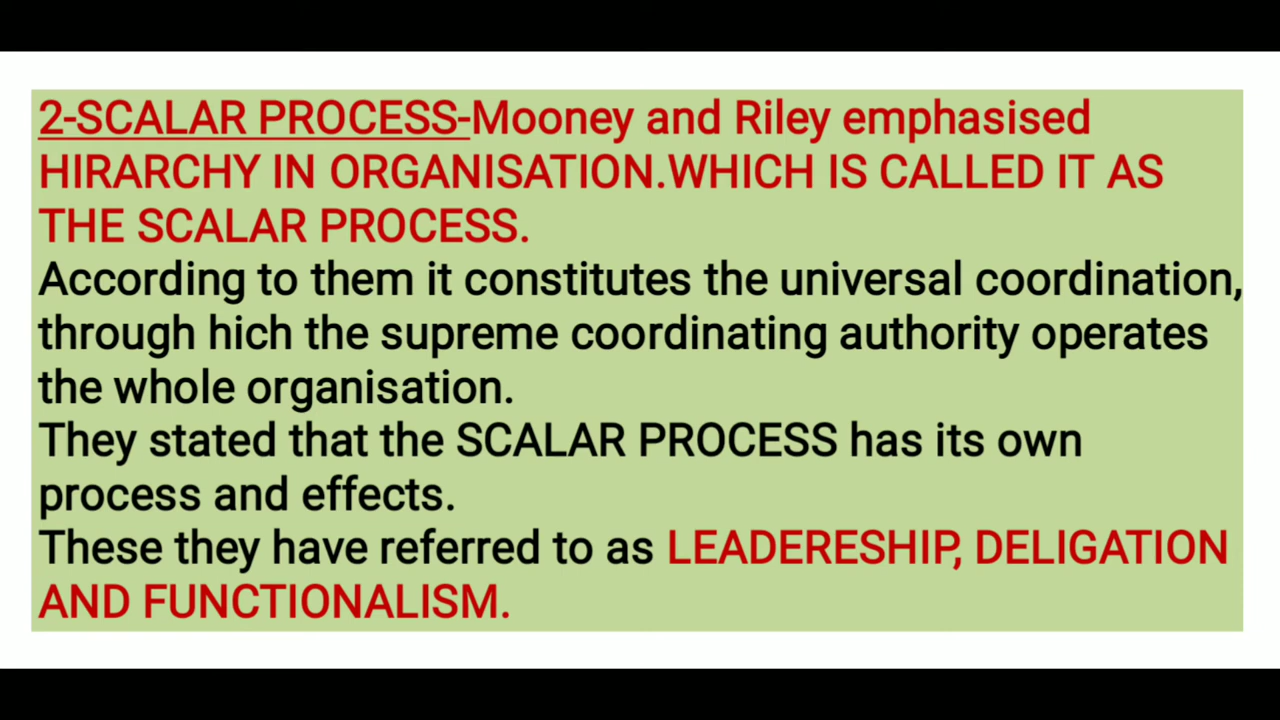 2-SCALAR PROCESS-Mooney and Riley emphasised
HIRARCHY IN ORGANISATION.WHICH IS CALLED IT AS
THE SCALAR PROCESS.
According to them it constitutes the universal coordination,
through hich the supreme coordinating authority operates
the whole organisation.
They stated that the SCALAR PROCESS has its own
process and effects.
These they have referred to as LEADERESHIP, DELIGATION
AND FUNCTIONALISM.